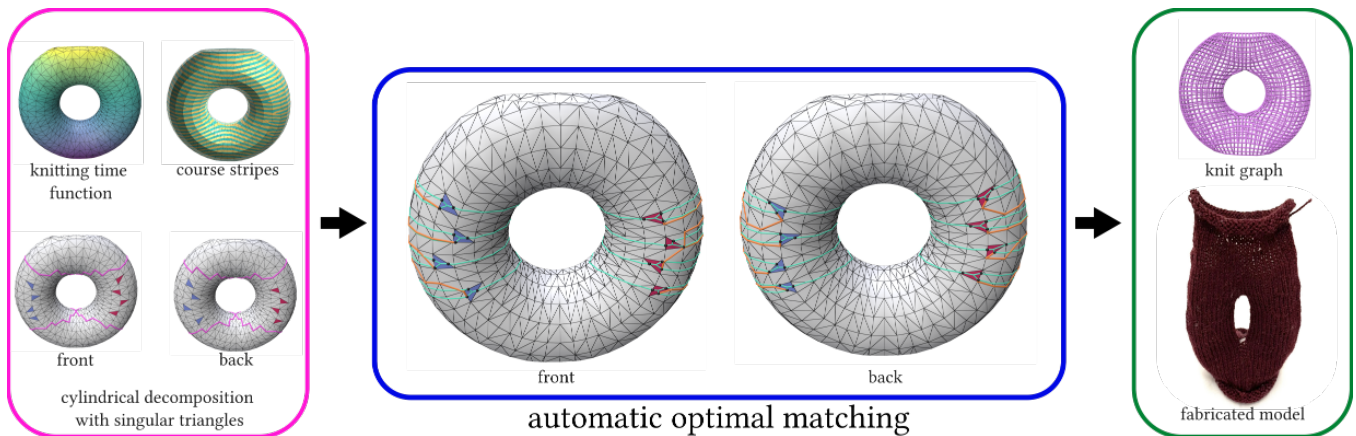 knitting time
function
course stripes
front
back
cylindrical decomposition
with singular triangles
front
back
automatic optimal matching
knit graph
fabricated model